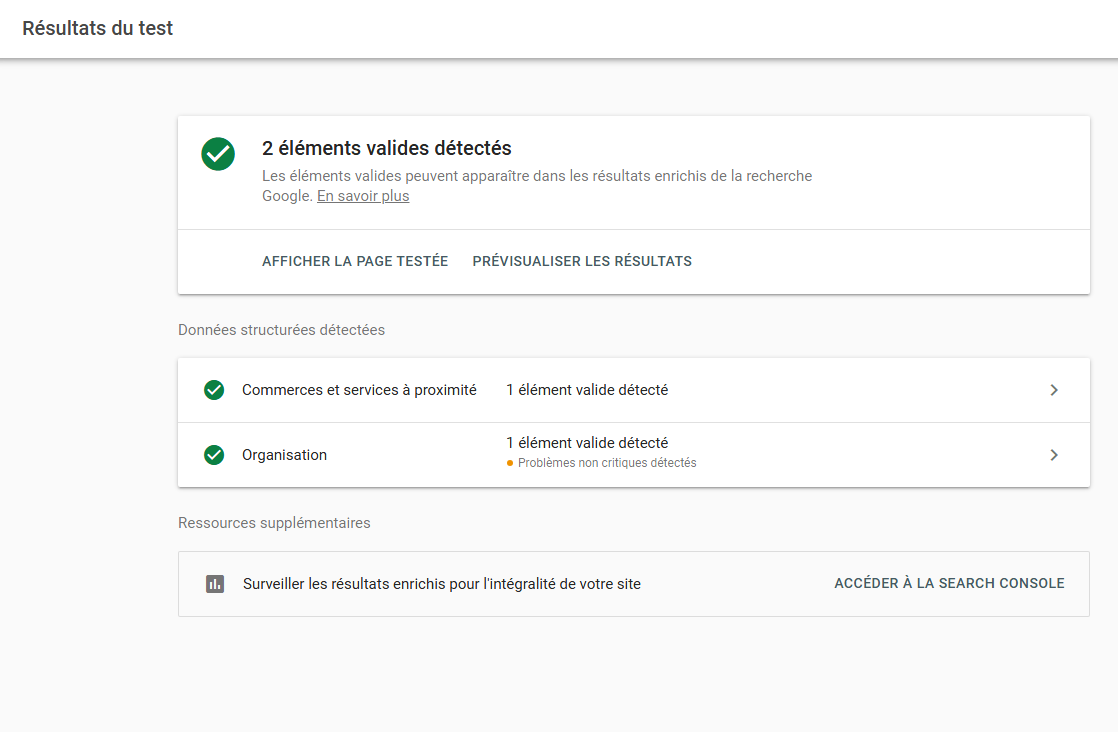 Résultats du test
2 éléments valides détectés
Les éléments valides peuvent apparaître dans les résultats enrichis de la recherche
Google. En savoir plus
AFFICHER LA PAGE TESTÉE PRÉVISUALISER LES RÉSULTATS
Données structurées détectées
Commerces et services à proximité 1 élément valide détecté
Organisation 1 élément valide détecté
Problèmes non critiques détectés
Ressources supplémentaires
Surveiller les résultats enrichis pour l'intégralité de votre site ACCÉDER À LA SEARCH CONSOLE